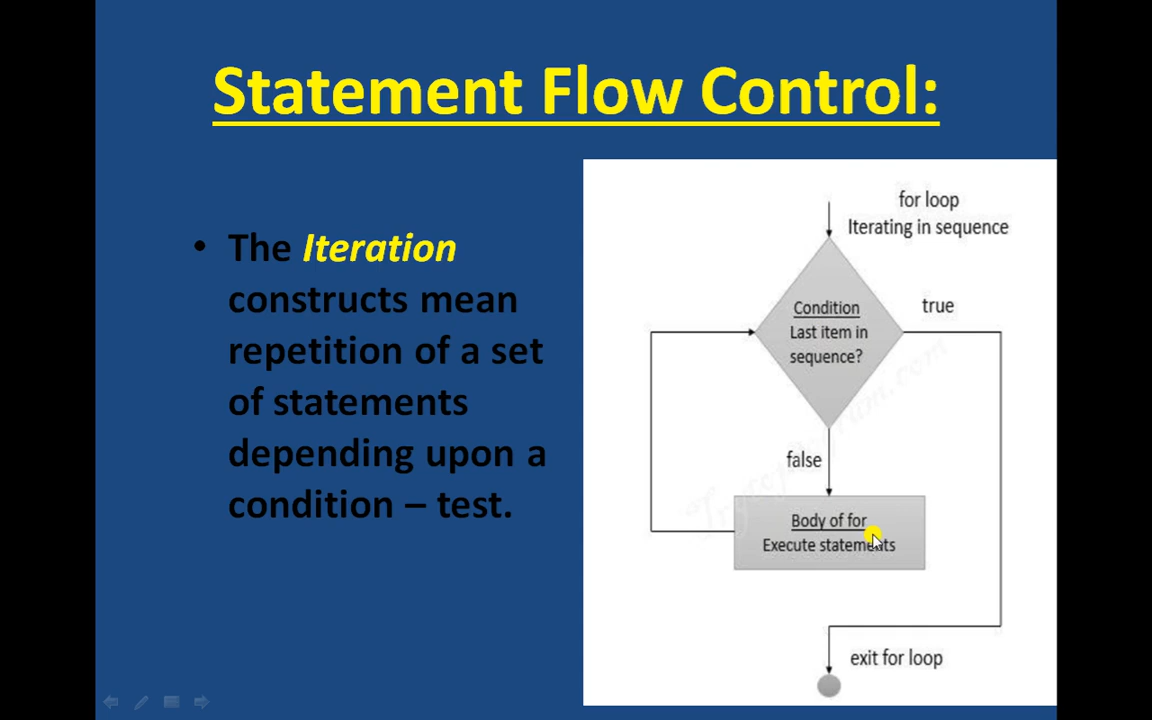 Statement Flow Control:
• The Iteration
constructs mean
repetition of a set
of statements
depending upon a
condition – test.
for loop
Iterating in sequence
Condition
Last item in
sequence?
true
false
Body of for
Execute statements
exit for loop